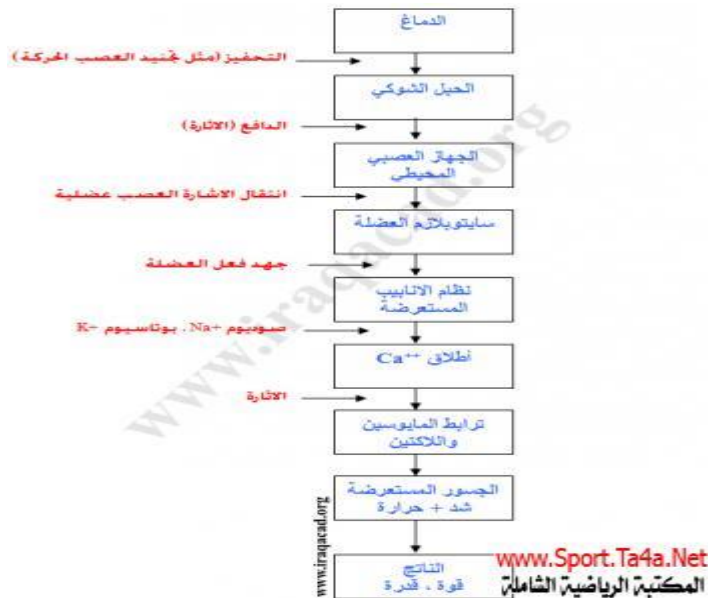 الدماغ
التحفيز (مثل تجنيد العصب الحركة)
الحبل الشوكي
الدافع (الاثارة)
الجهاز العصبي
المحيطي
انتقال الاشارة العصب عضلية
سايتوبلازم العضلة
جهد فعل العضلة
نظام الانابيب
المستعرضة
صوديوم +Na ، بوتاسيوم +K
أطلاق Ca++
الاثارة
ترابط المايوسين
واللاكتين
الجسور المستعرضة
شد + حرارة
الناتج
قوة ، قدرة
www.iraqacad.org
www.iraqacad.org
www.Sport.Ta4a.Net
المكتبة الرياضية الشاملة